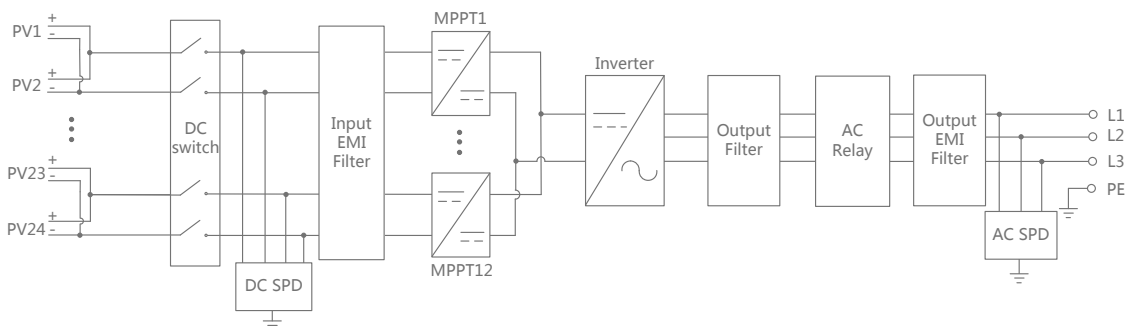 +
PV1
-
+
PV2
-
+
PV23
-
+
PV24
-
DC
switch
DC SPD
Input
EMI
Filter
MPPT1
MPPT12
Inverter
Output
Filter
AC
Relay
Output
EMI
Filter
L1
L2
L3
PE
AC SPD